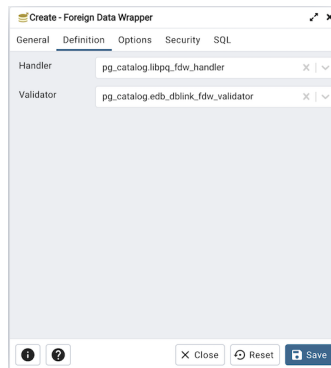 Create - Foreign Data Wrapper
General Definition Options Security SQL
Handler pg_catalog.libpq_fdw_handler
Validator pg_catalog.edb_dblink_fdw_validator
Close Reset Save